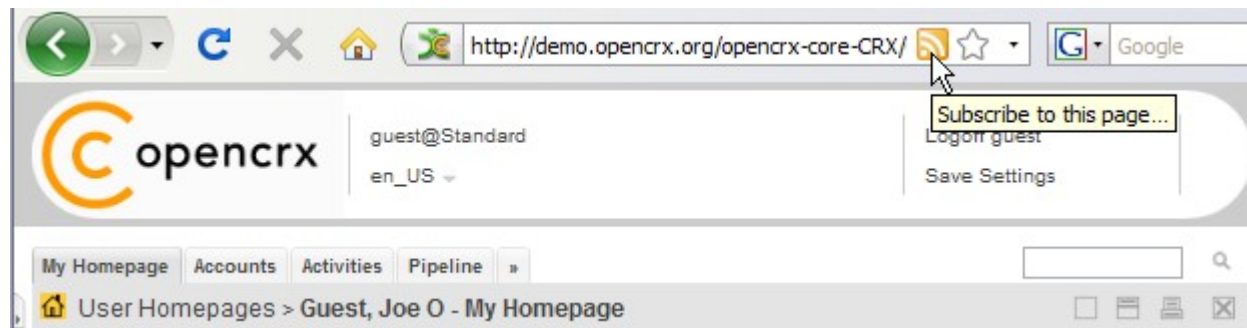 http://demo.opencrx.org/opencrx-core-CRX/
G Google
Subscribe to this page...
opencrx
guest@Standard
Logoff guest
en_US
Save Settings
My Homepage Accounts Activities Pipeline »
User Homepages > Guest, Joe O - My Homepage